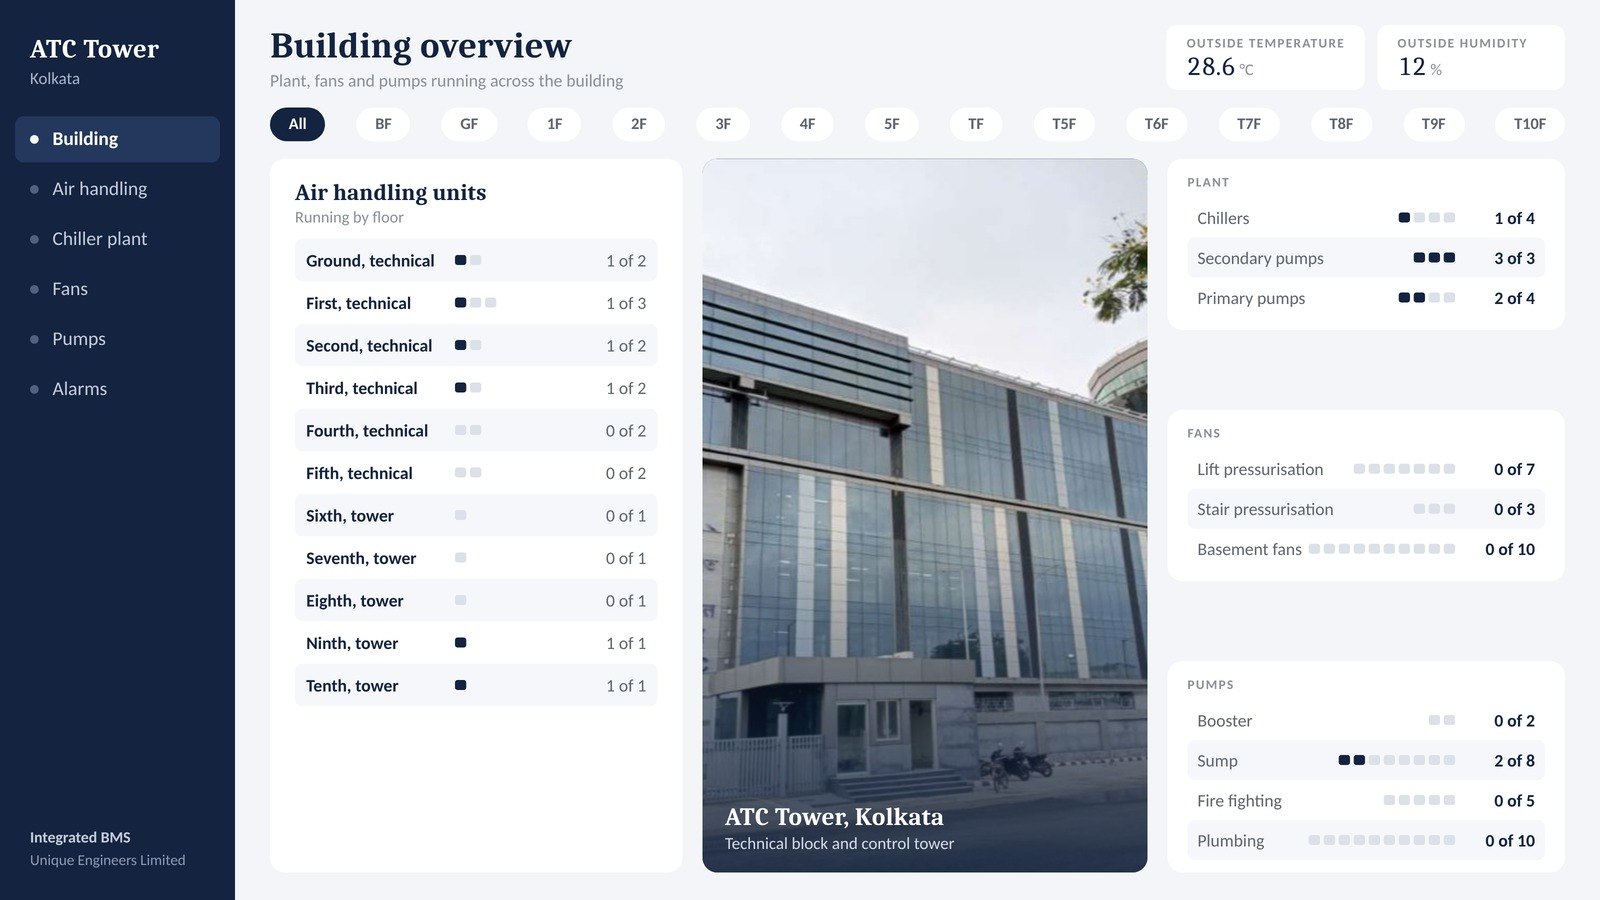 ATC Tower
Kolkata
Building
Air handling
Chiller plant
Fans
Pumps
Alarms
Integrated BMS
Unique Engineers Limited
Building overview
Plant, fans and pumps running across the building
OUTSIDE TEMPERATURE
28.6 °C
OUTSIDE HUMIDITY
12 %
All BF GF 1F 2F 3F 4F 5F TF T5F T6F T7F T8F T9F T10F
Air handling units
Running by floor
Ground, technical 1 of 2
First, technical 1 of 3
Second, technical 1 of 2
Third, technical 1 of 2
Fourth, technical 0 of 2
Fifth, technical 0 of 2
Sixth, tower 0 of 1
Seventh, tower 0 of 1
Eighth, tower 0 of 1
Ninth, tower 1 of 1
Tenth, tower 1 of 1
ATC Tower, Kolkata
Technical block and control tower
PLANT
Chillers 1 of 4
Secondary pumps 3 of 3
Primary pumps 2 of 4
FANS
Lift pressurisation 0 of 7
Stair pressurisation 0 of 3
Basement fans 0 of 10
PUMPS
Booster 0 of 2
Sump 2 of 8
Fire fighting 0 of 5
Plumbing 0 of 10